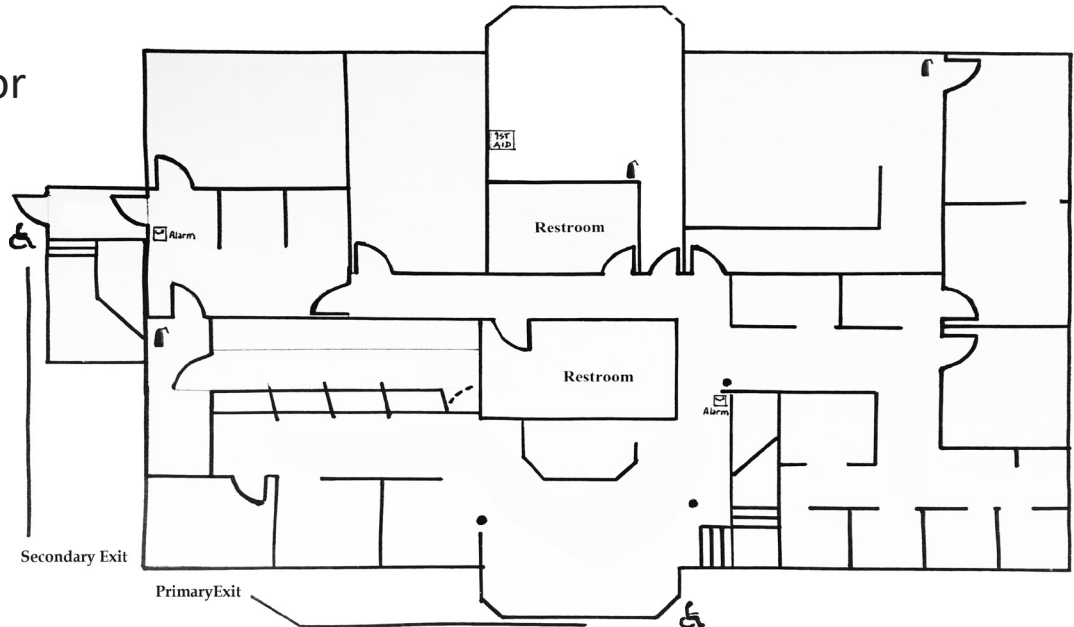 or
1ST
AID
Restroom
Alarm
Restroom
Alarm
Secondary Exit
PrimaryExit